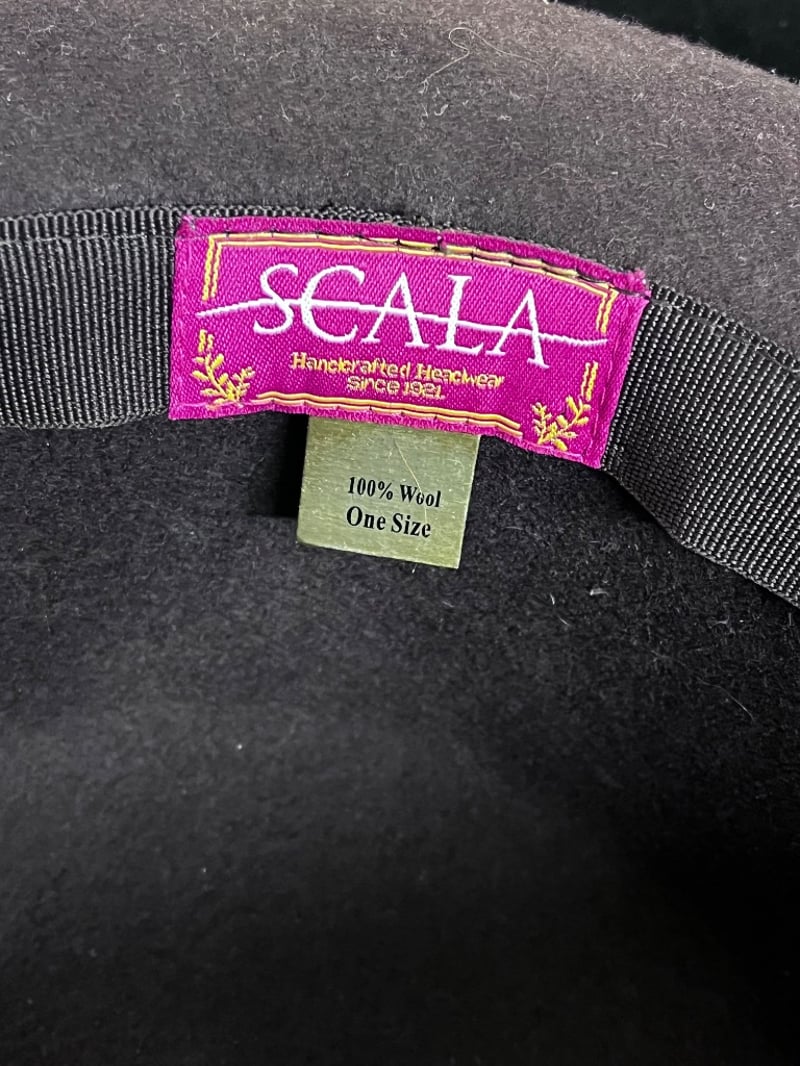 SCALA
Handcrafted Headwear
Since 1921.
100% Wool
One Size